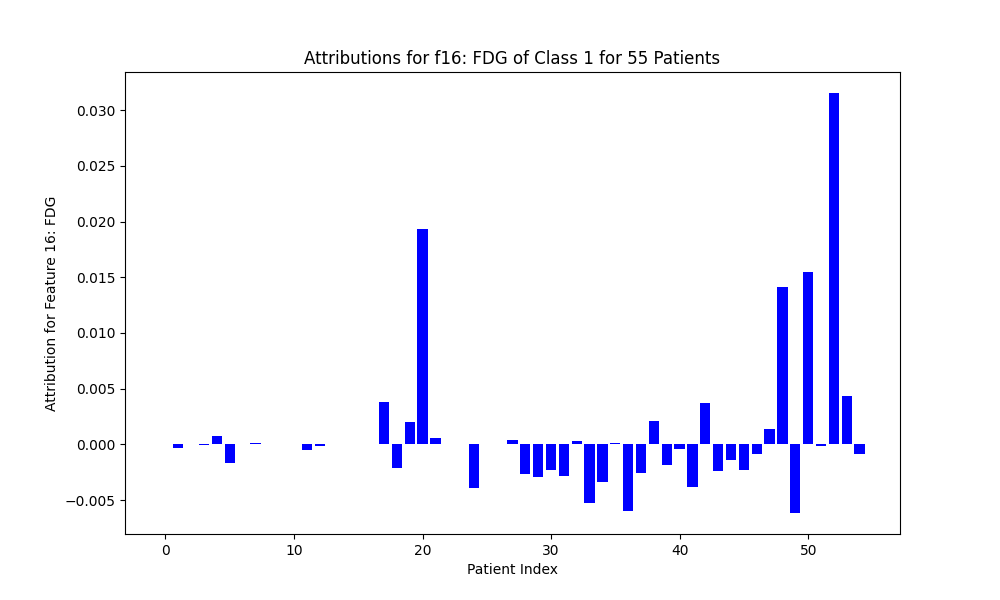 Attributions for f16: FDG of Class 1 for 55 Patients
Attribution for Feature 16: FDG
0.030
0.025
0.020
0.015
0.010
0.005
0.000
−0.005
0 10 20 30 40 50
Patient Index